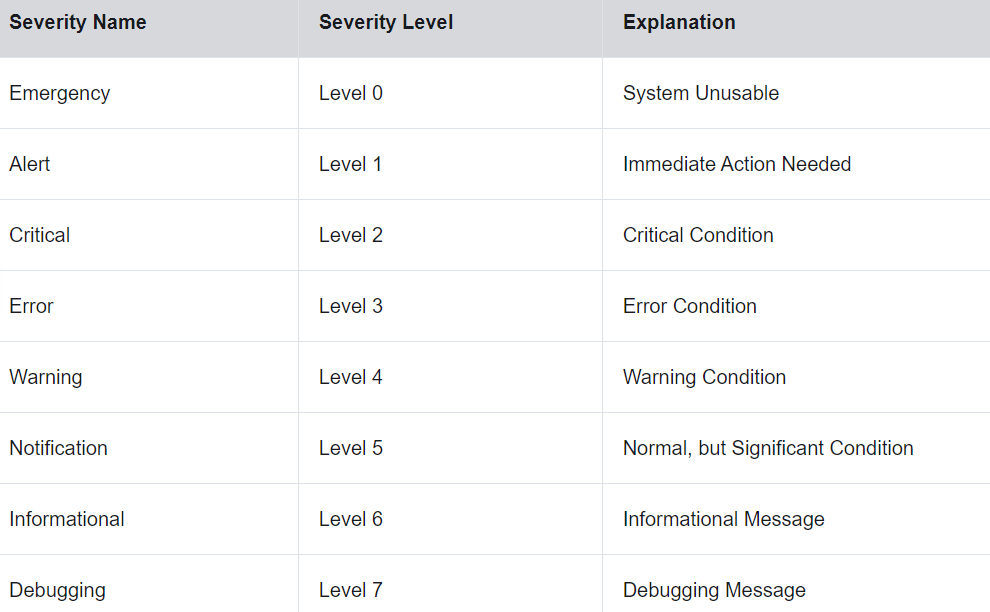 Severity Name Severity Level Explanation
Emergency Level 0 System Unusable
Alert Level 1 Immediate Action Needed
Critical Level 2 Critical Condition
Error Level 3 Error Condition
Warning Level 4 Warning Condition
Notification Level 5 Normal, but Significant Condition
Informational Level 6 Informational Message
Debugging Level 7 Debugging Message